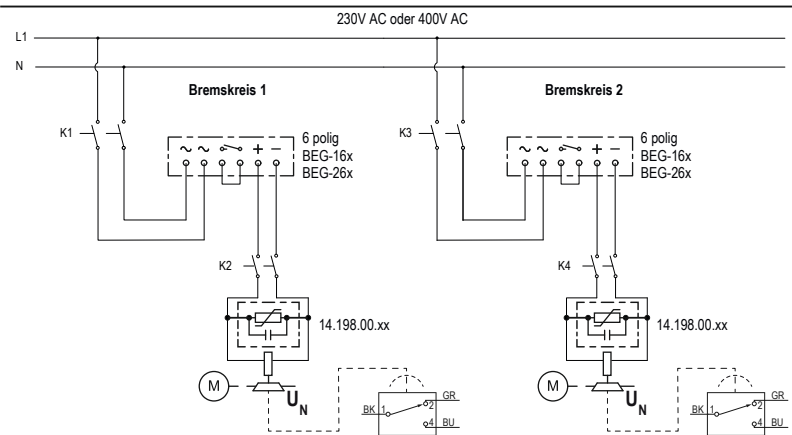 230V AC oder 400V AC
L1
N
Bremskreis 1
Bremskreis 2
K1
6 polig
BEG-16x
BEG-26x
K3
6 polig
BEG-16x
BEG-26x
K2
K4
14.198.00.xx
14.198.00.xx
M
UN
M
UN
BK 1 2 GR
4 BU
BK 1 2 GR
4 BU